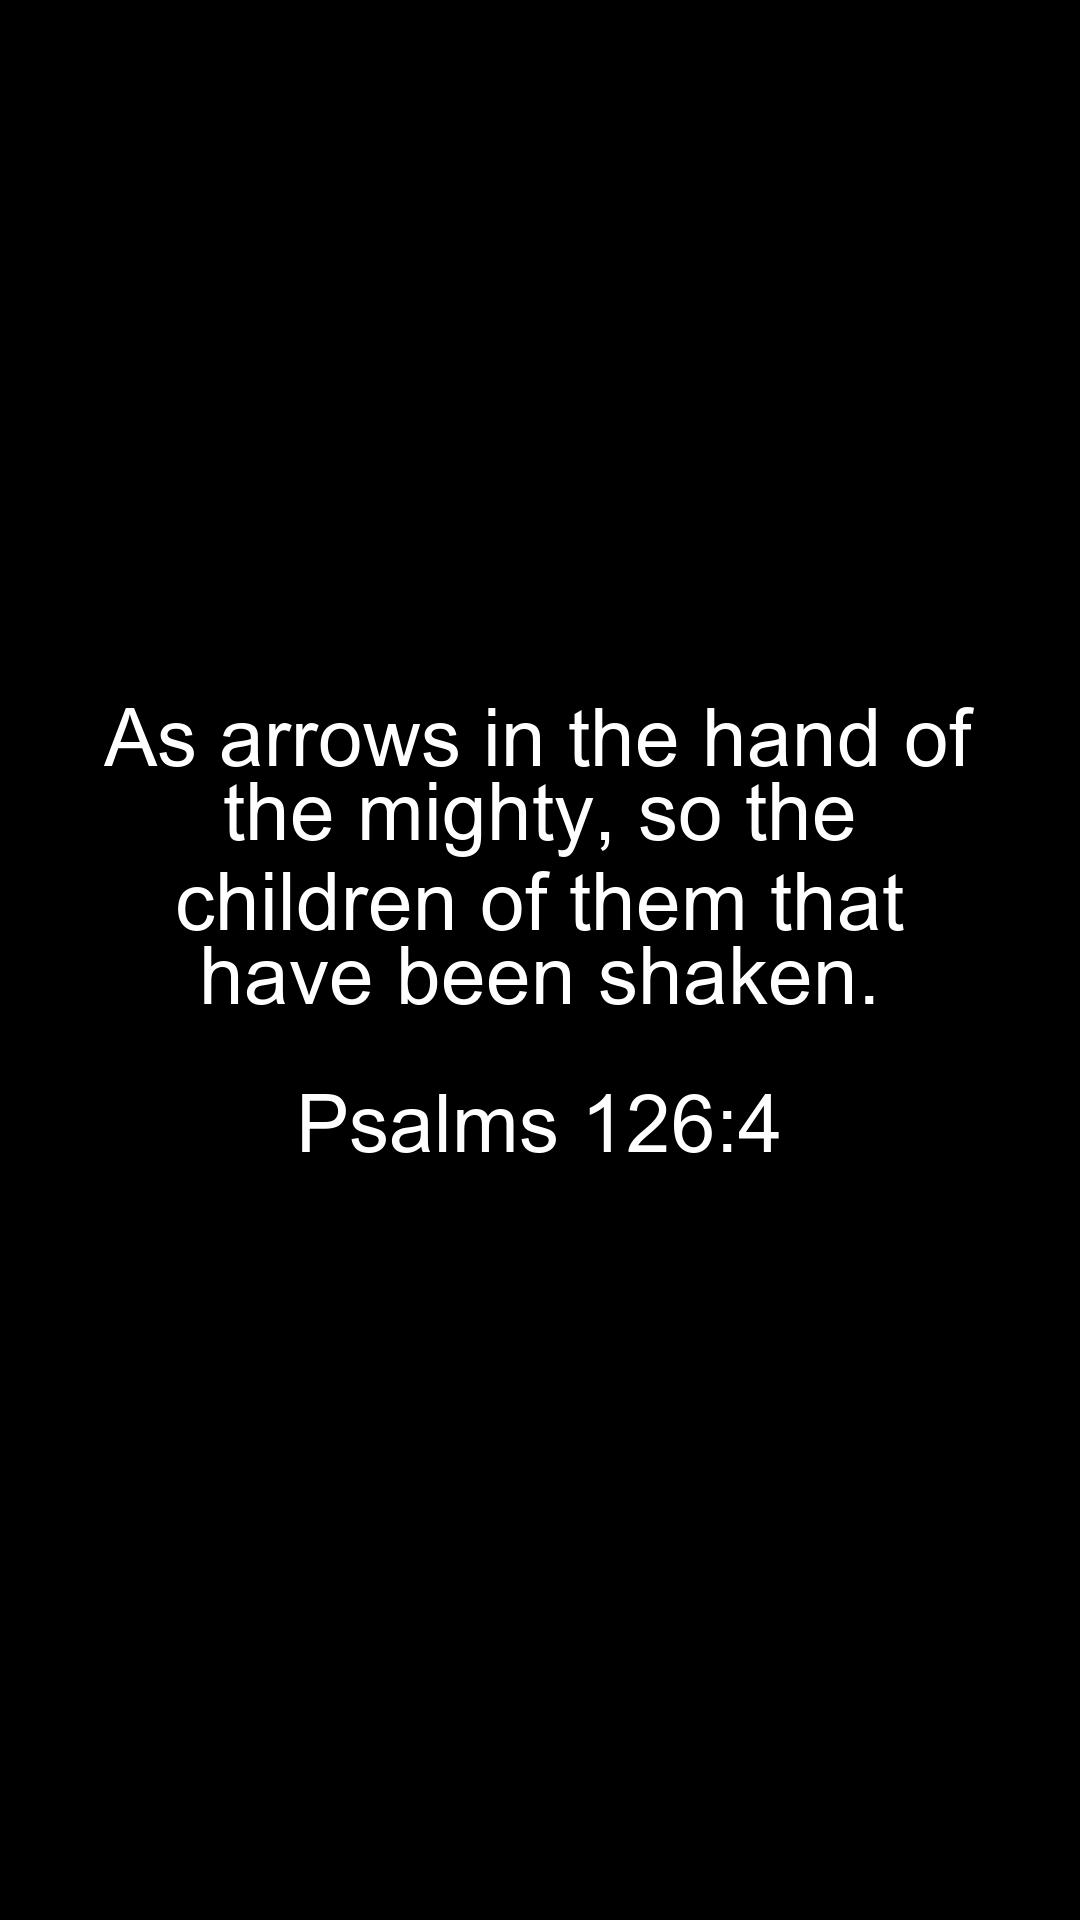 As arrows in the hand of
the mighty, so the
children of them that
have been shaken.
Psalms 126:4